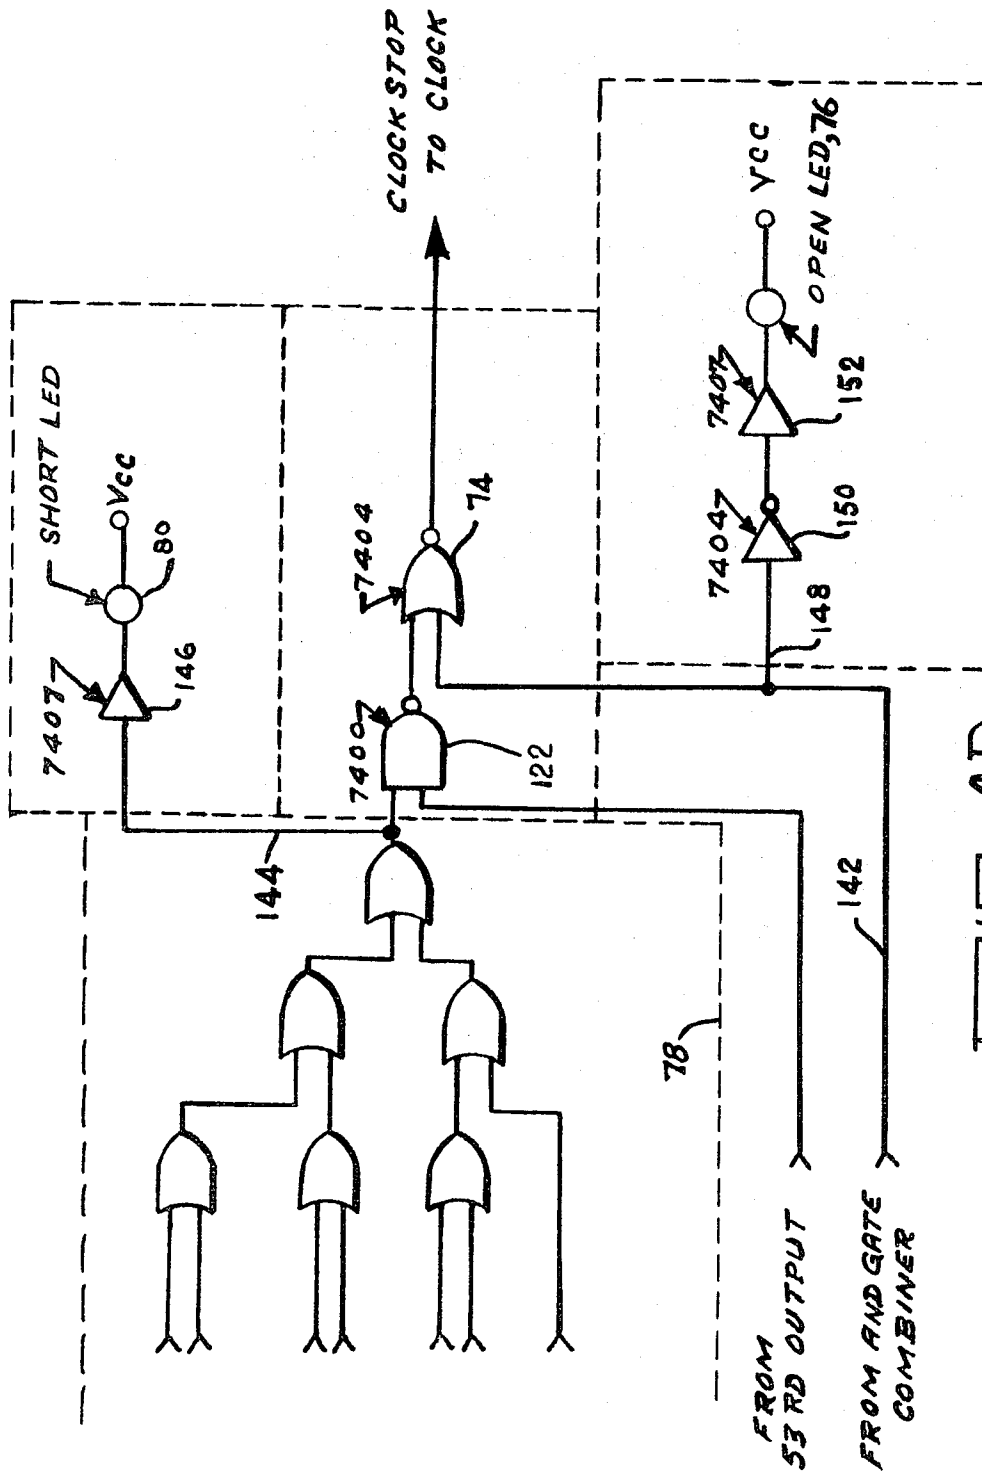 SHORT LED
Vcc
80
7407
146
144
CLOCK STOP
TO CLOCK
7404
74
7400
122
VCC
OPEN LED,76
7407
152
7404
150
148
142
78
FROM
53 RD OUTPUT
FROM AND GATE
COMBINER